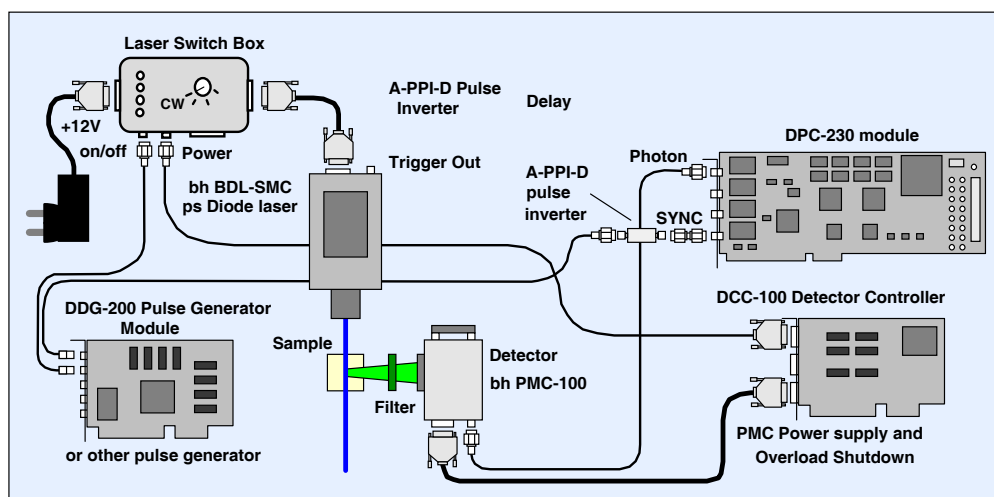 Laser Switch Box
CW
+12V
on/off
Power
A-PPI-D Pulse
Inverter
Delay
Trigger Out
bh BDL-SMC
ps Diode laser
A-PPI-D
pulse
inverter
Photon
SYNC
DPC-230 module
DDG-200 Pulse Generator
Module
or other pulse generator
Sample
Filter
Detector
bh PMC-100
DCC-100 Detector Controller
PMC Power supply and
Overload Shutdown